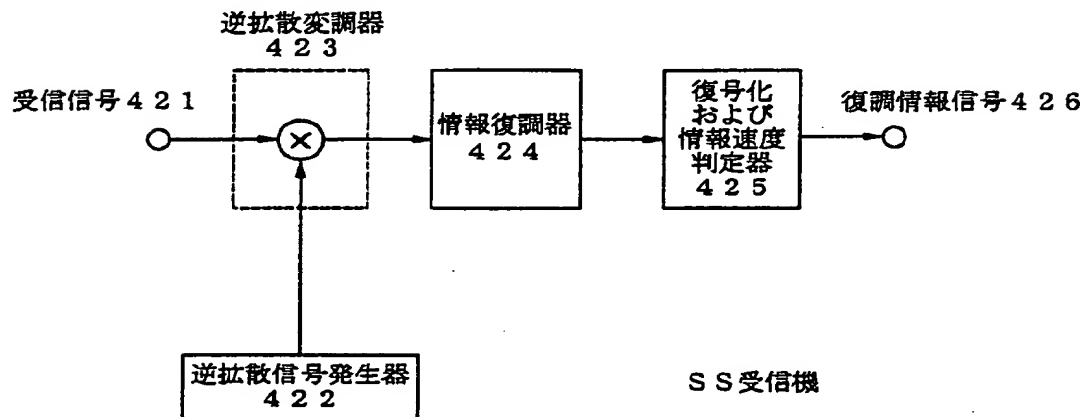 逆拡散変調器
４２３
受信信号４２１
情報復調器
４２４
復号化
および
情報速度
判定器
４２５
復調情報信号４２６
逆拡散信号発生器
４２２
ＳＳ受信機